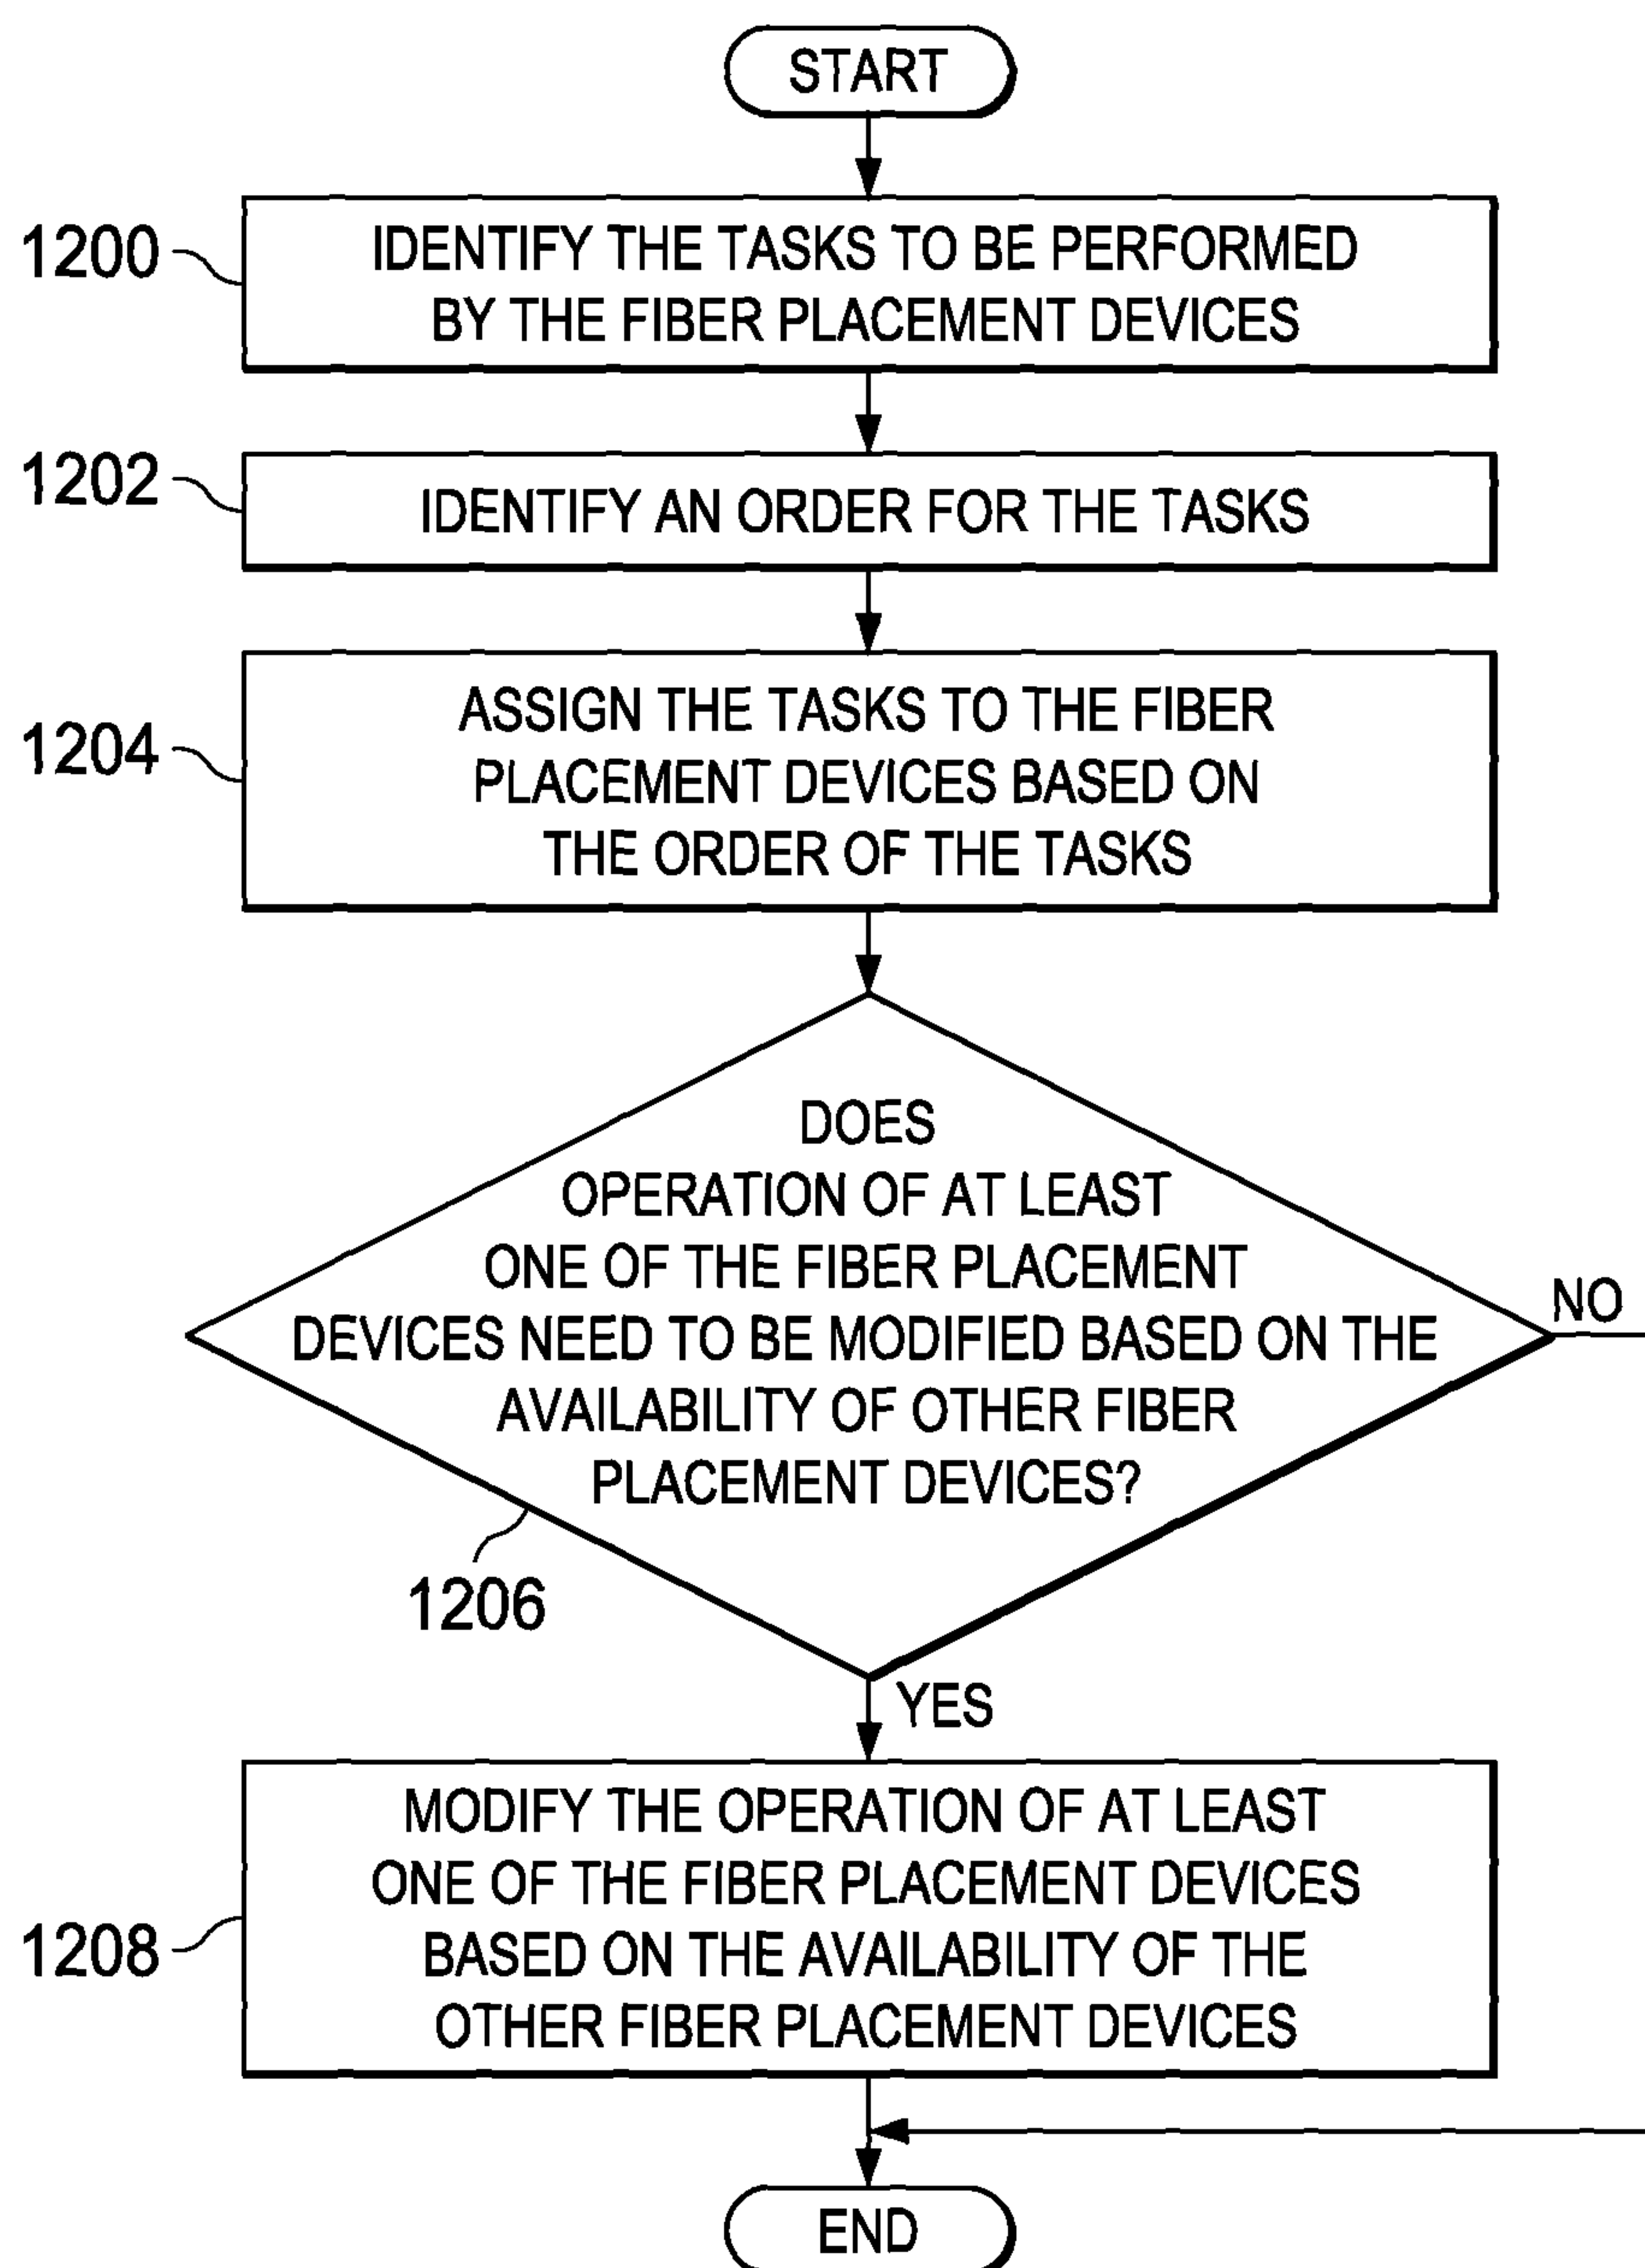 START
1200
IDENTIFY THE TASKS TO BE PERFORMED
BY THE FIBER PLACEMENT DEVICES
1202
IDENTIFY AN ORDER FOR THE TASKS
1204
ASSIGN THE TASKS TO THE FIBER
PLACEMENT DEVICES BASED ON
THE ORDER OF THE TASKS
DOES
OPERATION OF AT LEAST
ONE OF THE FIBER PLACEMENT
DEVICES NEED TO BE MODIFIED BASED ON THE
AVAILABILITY OF OTHER FIBER
PLACEMENT DEVICES?
NO
1206
YES
MODIFY THE OPERATION OF AT LEAST
ONE OF THE FIBER PLACEMENT DEVICES
BASED ON THE AVAILABILITY OF THE
OTHER FIBER PLACEMENT DEVICES
1208
END